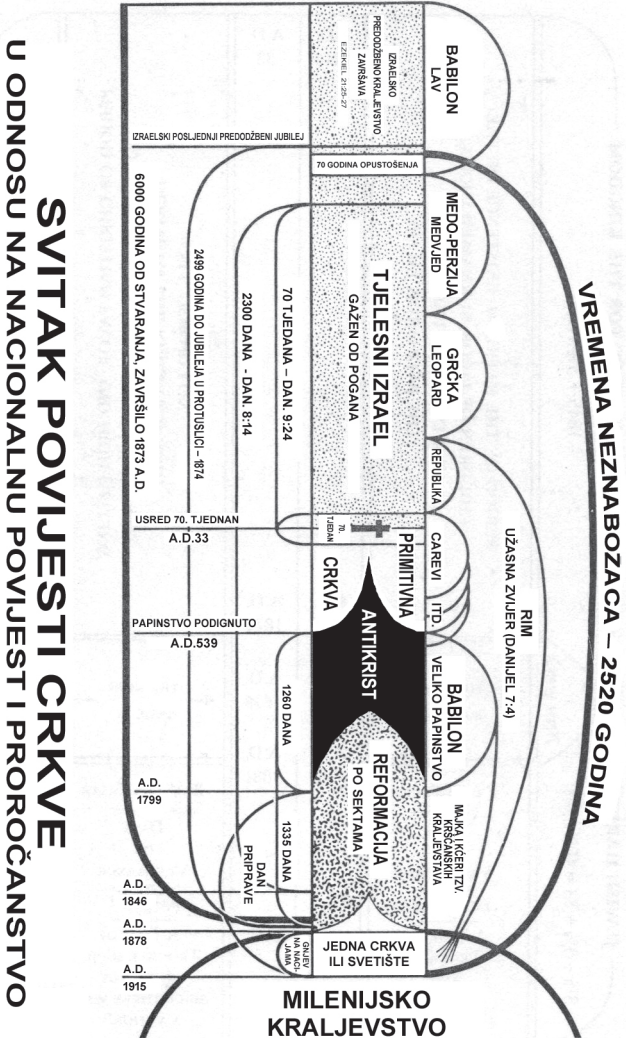 SVITAK POVIJESTI CRKVE
U ODNOSU NA NACIONALNU POVIJEST I PROROČANSTVO
VREMENA NEZNABOZACA – 2520 GODINA
RIM
UŽASNA ZVIJER (DANIJEL 7:4)
BABILON
LAV
MEDO-PERZIJA
MEDVJED
GRČKA
LEOPARD
REPUBLIKA
CAREVI
ITD.
BABILON
VELIKO PAPINSTVO
MAJKA I KĆERI TZV.
KRŠĆANSKIH
KRALJEVSTAVA
IZRAELSKO
PREDODŽBENO KRALJEVSTVO
ZAVRŠAVA
EZEKIEL 21:25-27
70 GODINA OPUSTOŠENJA
TJELESNI IZRAEL
GAŽEN OD POGANA
70.
TJEDAN
PRIMITIVNA
CRKVA
ANTIKRIST
REFORMACIJA
PO SEKTAMA
JEDNA CRKVA
ILI SVETIŠTE
MILENIJSKO
KRALJEVSTVO
IZRAELSKI POSLJEDNJI PREDODŽBENI JUBILEJ
70 TJEDANA – DAN. 9:24
2300 DANA - DAN. 8:14
2499 GODINA DO JUBILEJA U PROTUSLICI – 1874
6000 GODINA OD STVARANJA, ZAVRŠILO 1873 A.D.
USRED 70. TJEDNAN
A.D.33
PAPINSTVO PODIGNUTO
A.D.539
1260 DANA
1335 DANA
DAN
PRIPRAVE
GNJEV
NA NACI-
JAMA
A.D.
1799
A.D.
1846
A.D.
1878
A.D.
1915